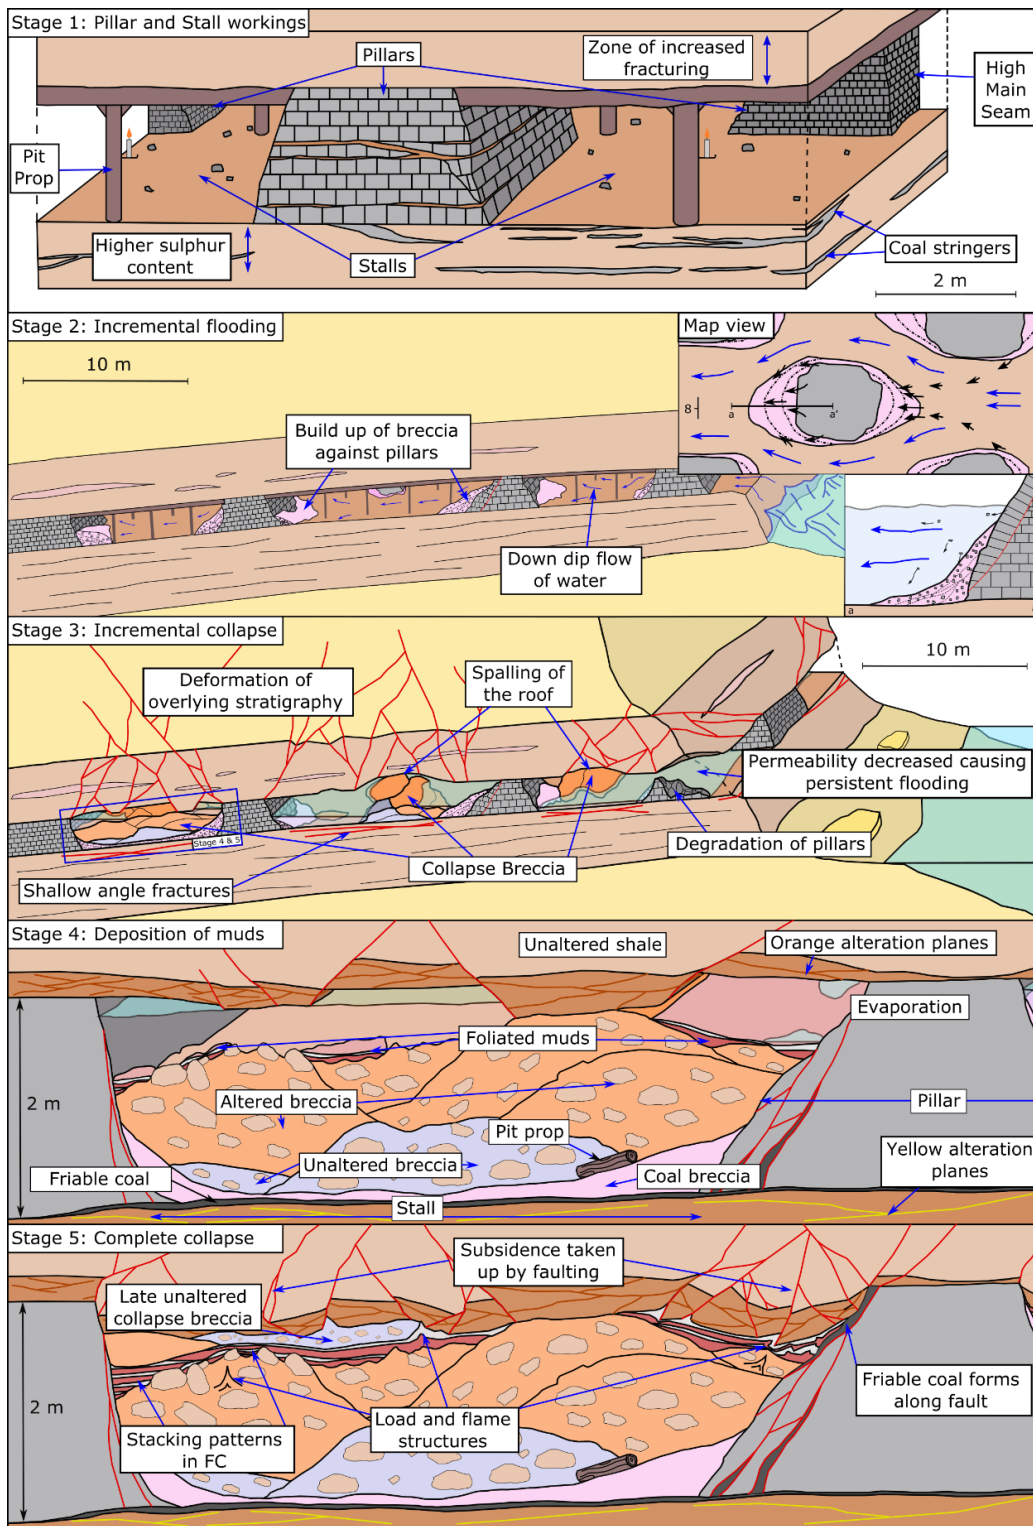 Stage 1: Pillar and Stall workings
Pillars
Zone of increased
fracturing
High
Main
Seam
Pit
Prop
Higher sulphur
content
Stalls
Coal stringers
2 m
Stage 2: Incremental flooding
10 m
Map view
8
a
a'
Build up of breccia
against pillars
Down dip flow
of water
a
Stage 3: Incremental collapse
10 m
Deformation of
overlying stratigraphy
Spalling of
the roof
Permeability decreased causing
persistent flooding
Stage 4 & 5
Degradation of pillars
Collapse Breccia
Shallow angle fractures
Stage 4: Deposition of muds
Unaltered shale
Orange alteration planes
Evaporation
Foliated muds
2 m
Altered breccia
Pillar
Pit prop
Unaltered breccia
Friable coal
Coal breccia
Yellow alteration
planes
Stall
Stage 5: Complete collapse
Subsidence taken
up by faulting
Late unaltered
collapse breccia
2 m
Friable coal forms
along fault
Load and flame
structures
Stacking patterns
in FC